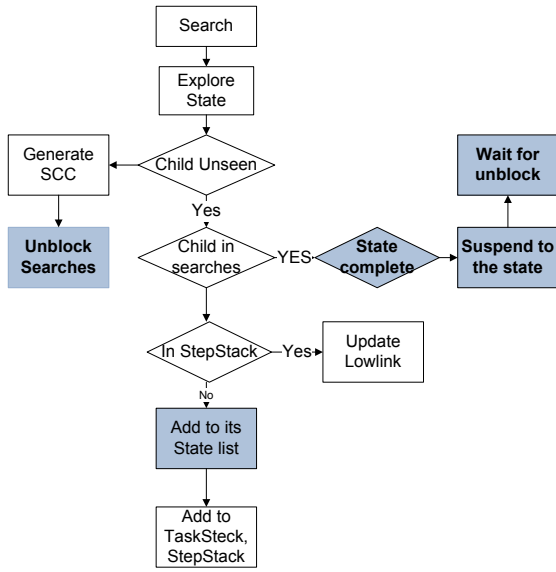 Search
Explore
State
Child Unseen
Generate
SCC
Unblock
Searches
Yes
Child in
searches
YES
State
complete
Suspend to
the state
Wait for
unblock
In StepStack
Yes
Update
Lowlink
No
Add to its
State list
Add to
TaskSteck,
StepStack